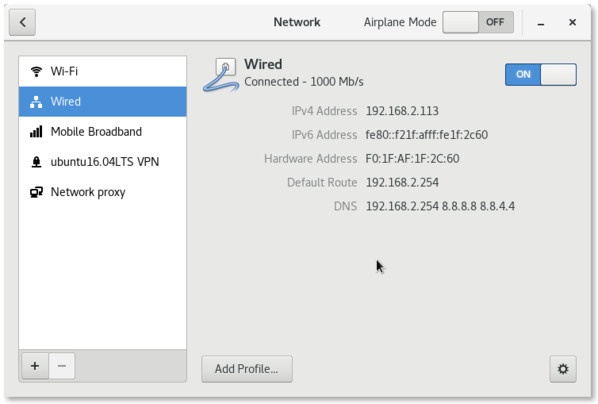 Network
Airplane Mode OFF
Wi-Fi
Wired
Mobile Broadband
ubuntu16.04LTS VPN
Network proxy
Wired
Connected - 1000 Mb/s
ON
IPv4 Address 192.168.2.113
IPv6 Address fe80::f21f:afff:fe1f:2c60
Hardware Address F0:1F:AF:1F:2C:60
Default Route 192.168.2.254
DNS 192.168.2.254 8.8.8.8 8.8.4.4
+ −
Add Profile...